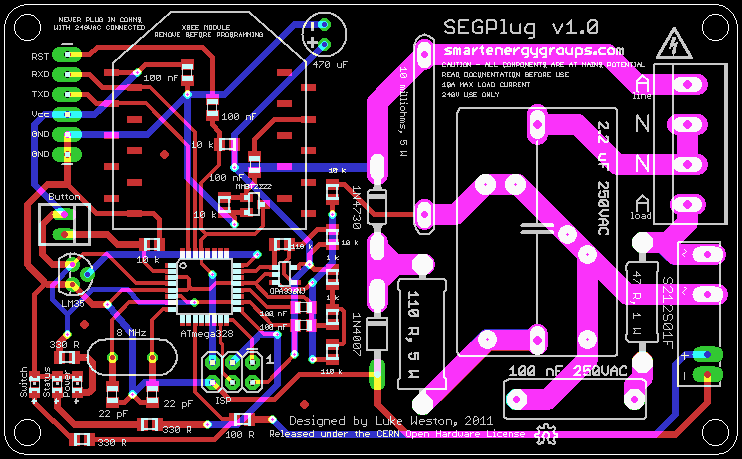 NEVER PLUG IN COMMS
WITH 240VAC CONNECTED
XBEE MODULE
REMOVE BEFORE PROGRAMMING
SEGPlug v1.0
smartenergygroups.com
CAUTION - ALL COMPONENTS ARE AT MAINS POTENTIAL
READ DOCUMENTATION BEFORE USE
10A MAX LOAD CURRENT
240V USE ONLY
RST
RXD
TXD
Vcc
GND
GND
100 nF
470 uF
10 milliohms, 5 W
A
line
N
N
A
load
100 nF
10 k
100 nF
MMBT2222
10 k
10 k
2.2 uF 250VAC
Button
1N4730
10 k
10 k
110 k
1 k
LM35
OPA336NJ
1 k
100 nF
100 nF
ATmega328
8 MHz
1N4007
110 R, 5 W
47 R, 1 W
S212S01F
330 R
110 k
1
ISP
100 nF 250VAC
Switch
Status
Power
22 pF
22 pF
330 R
330 R
100 R
Designed by Luke Weston, 2011
Released under the CERN Open Hardware License